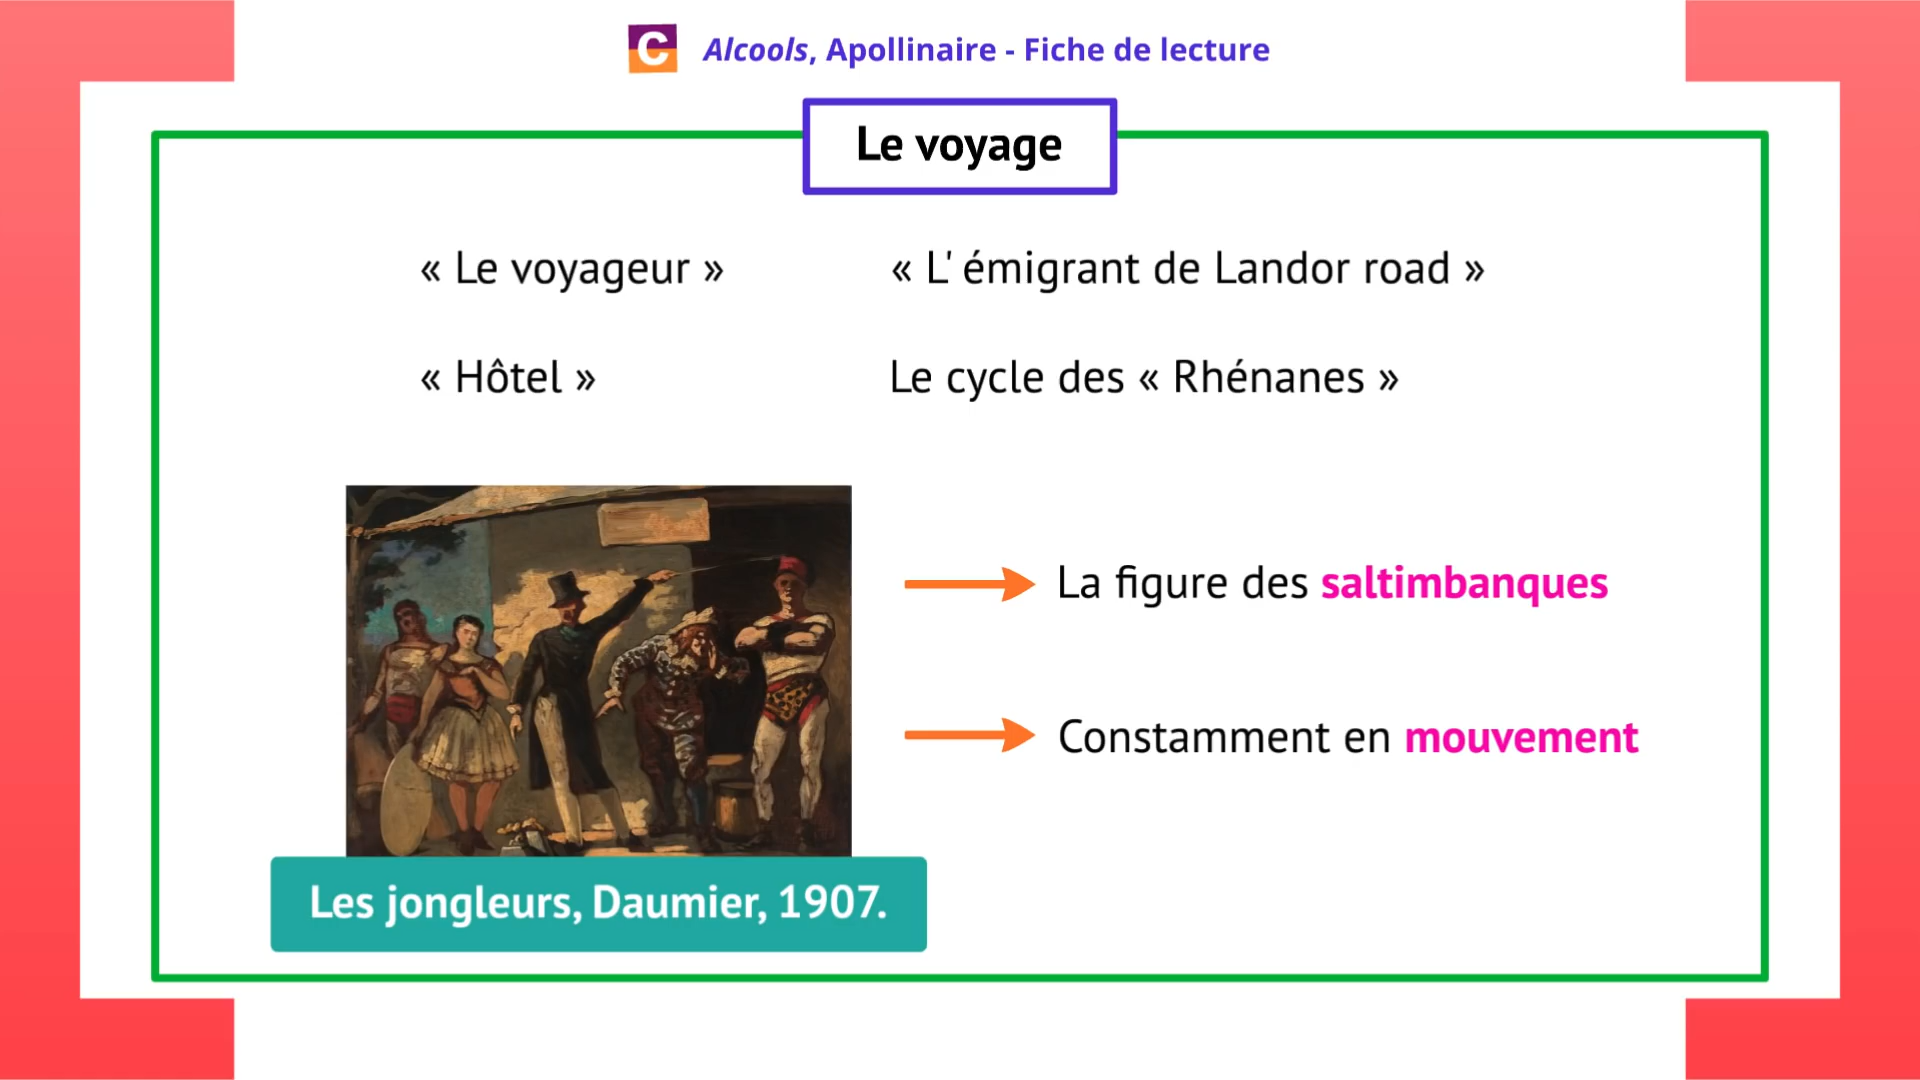 C
Alcools, Apollinaire - Fiche de lecture
Le voyage
« Le voyageur »
« L' émigrant de Landor road »
« Hôtel »
Le cycle des « Rhénanes »
La figure des saltimbanques
Constamment en mouvement
Les jongleurs, Daumier, 1907.